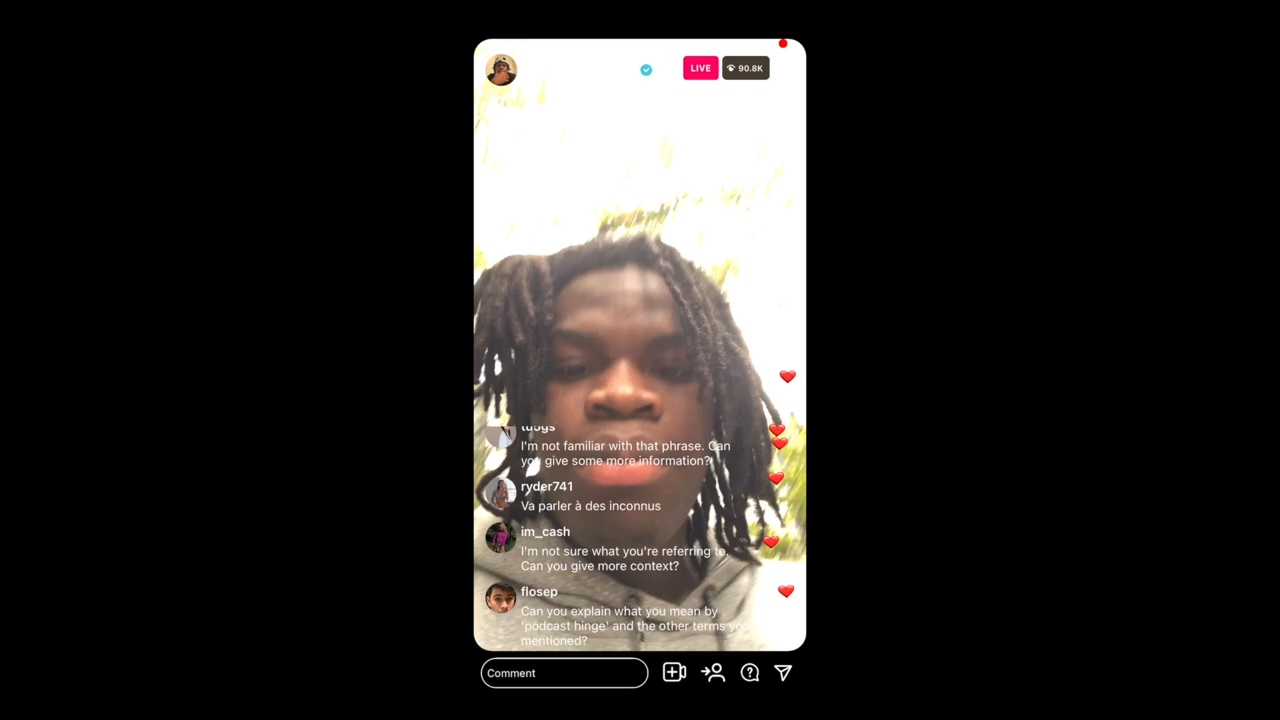 LIVE
90.8K
I'm not familiar with that phrase. Can
you give some more information?
ryder741
Va parler à des inconnus
im_cash
I'm not sure what you're referring to.
Can you give more context?
flosep
Can you explain what you mean by
'podcast hinge' and the other terms you
mentioned?
Comment